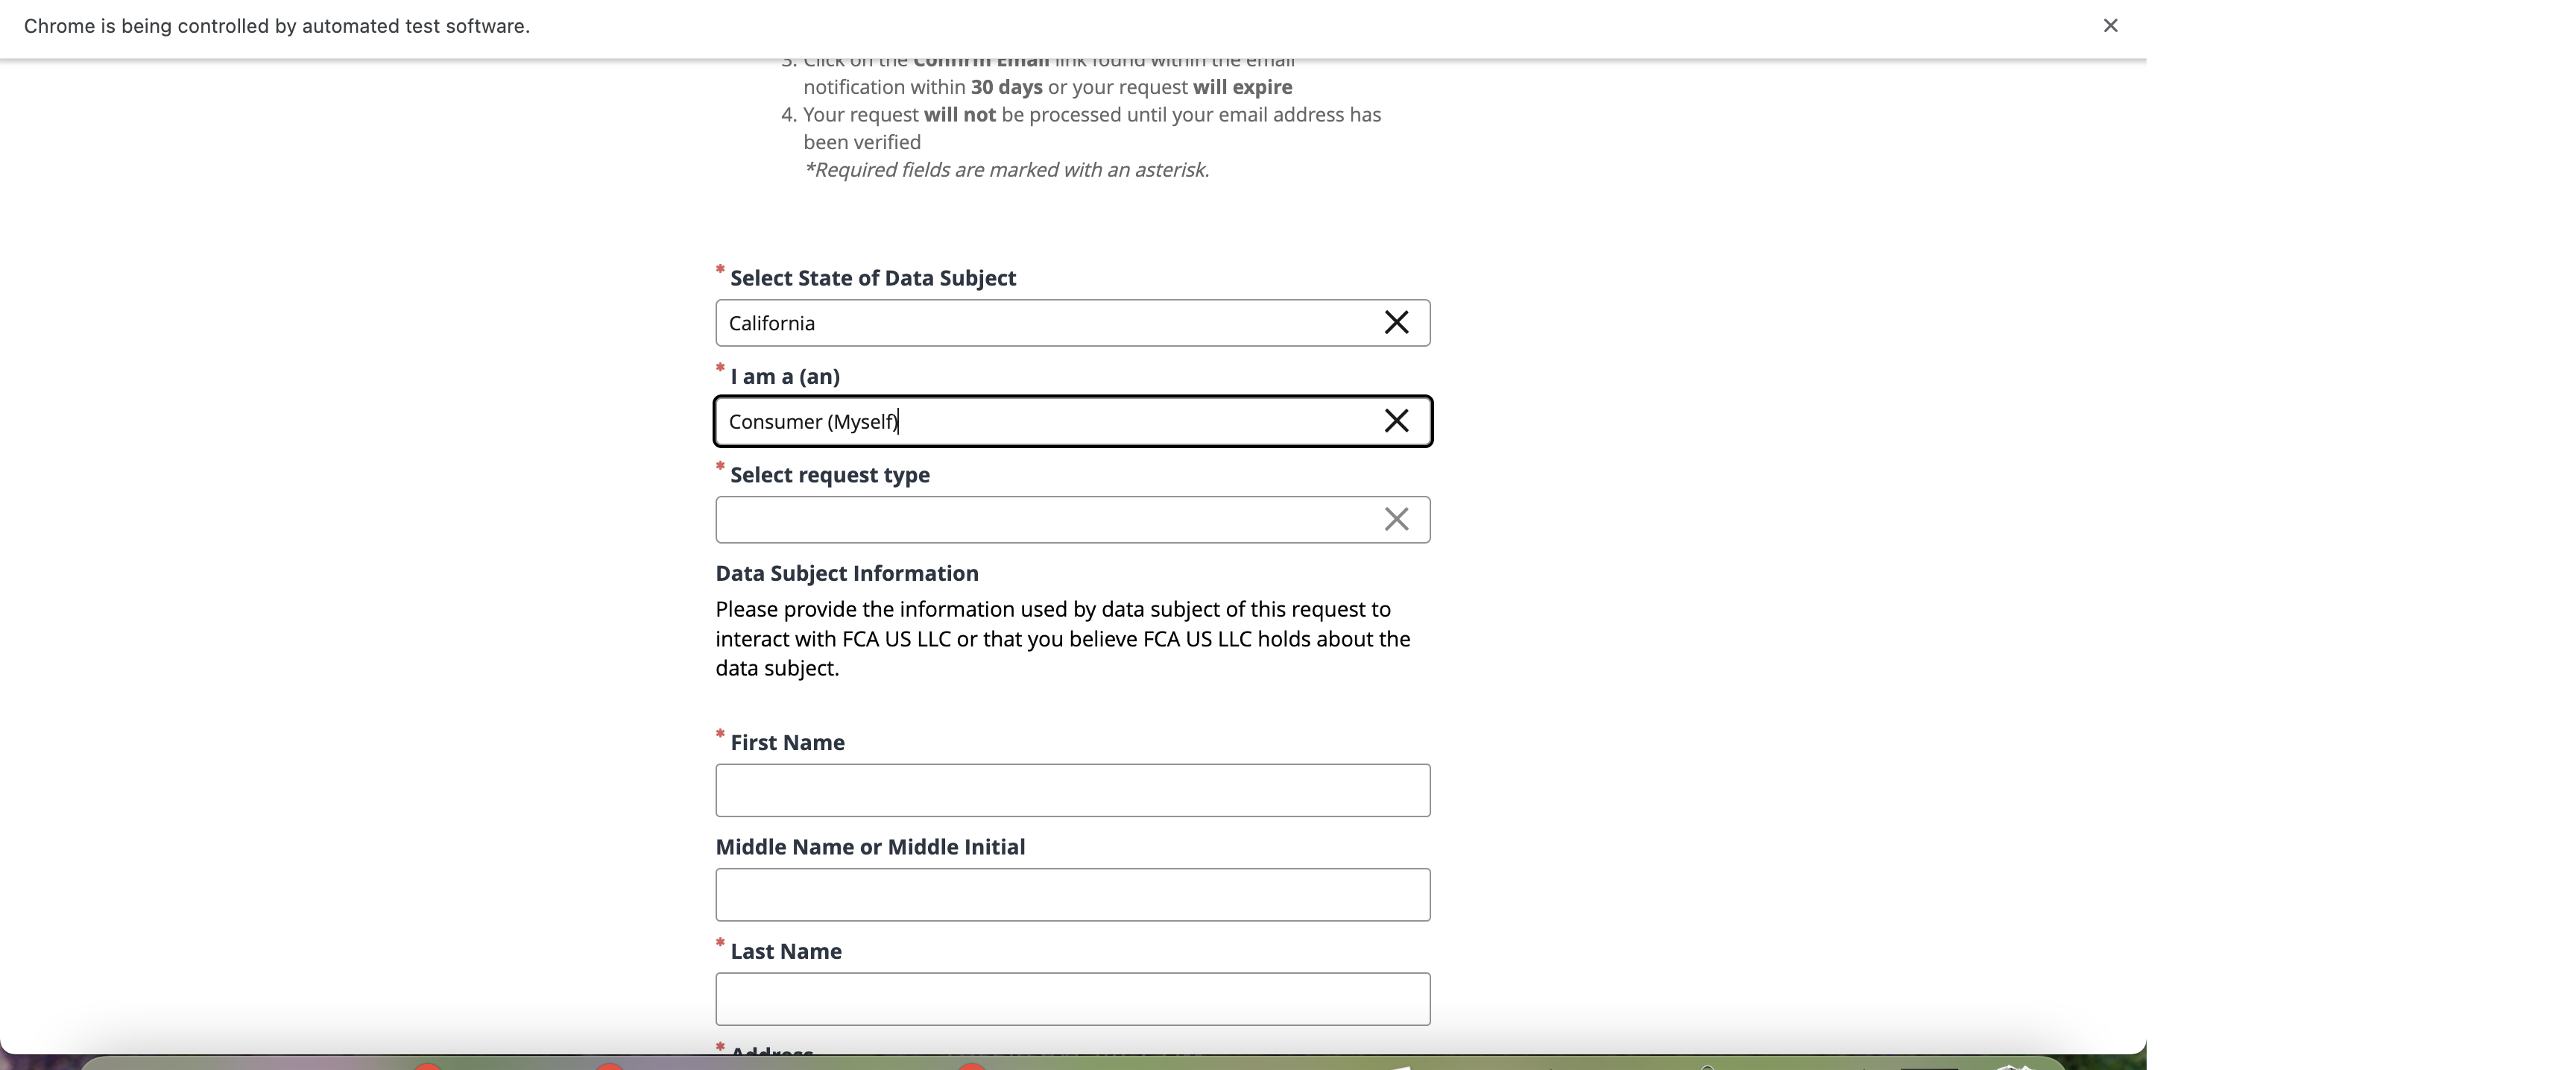 Chrome is being controlled by automated test software.
3. Click on the Confirm Email link found within the email
notification within 30 days or your request will expire
4. Your request will not be processed until your email address has
been verified
*Required fields are marked with an asterisk.
* Select State of Data Subject
California
* I am a (an)
Consumer (Myself)
* Select request type
Data Subject Information
Please provide the information used by data subject of this request to
interact with FCA US LLC or that you believe FCA US LLC holds about the
data subject.
* First Name
Middle Name or Middle Initial
* Last Name
* Address